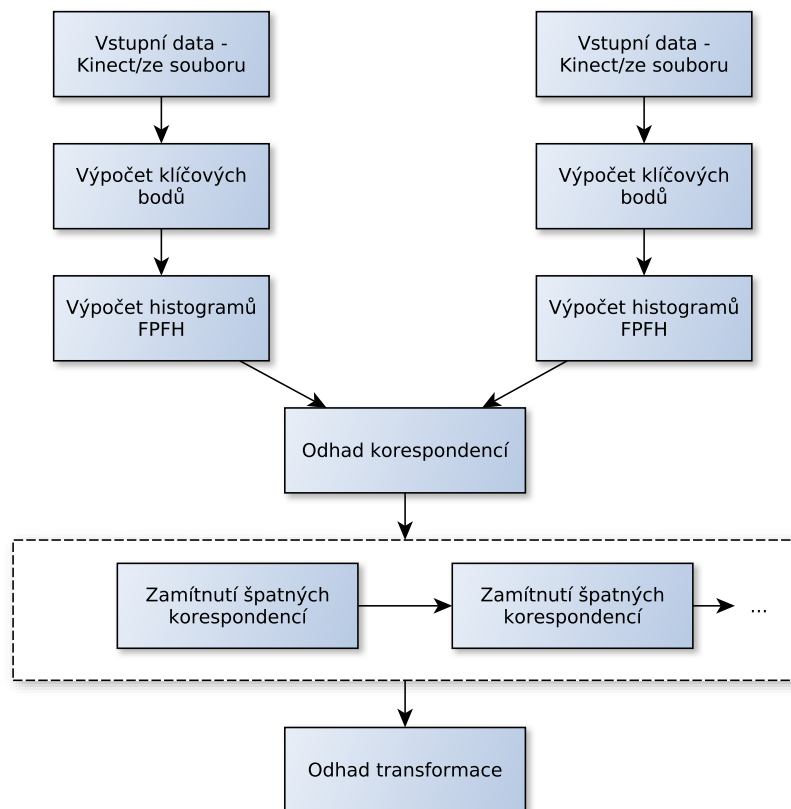 Vstupní data -
Kinect/ze souboru
Vstupní data -
Kinect/ze souboru
Výpočet klíčových
bodů
Výpočet klíčových
bodů
Výpočet histogramů
FPFH
Výpočet histogramů
FPFH
Odhad korespondencí
Zamítnutí špatných
korespondencí
Zamítnutí špatných
korespondencí
...
Odhad transformace